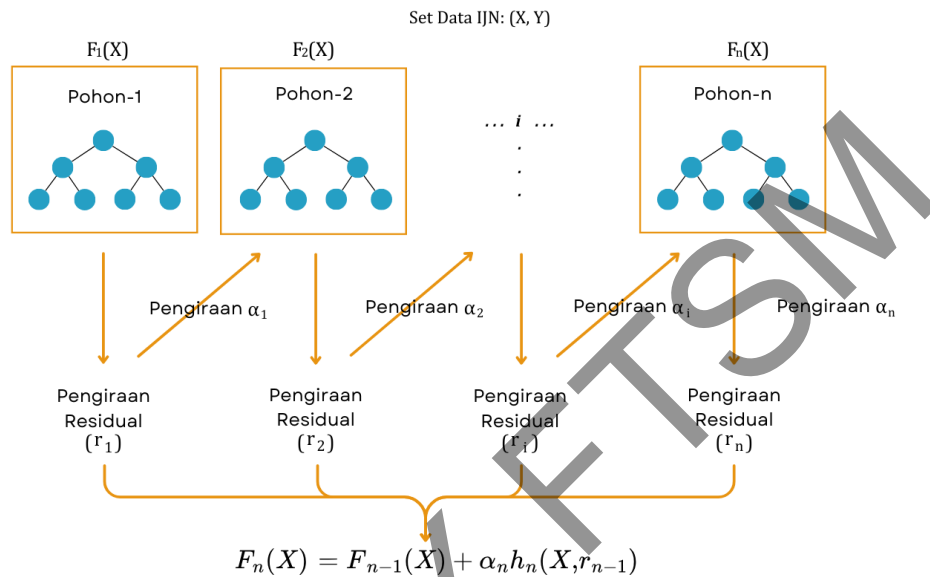 Set Data IJN: (X, Y)
F₁(X)
F₂(X)
Fₙ(X)
Pohon-1
Pohon-2
... i ...
.
.
.
Pohon-n
Pengiraan α₁
Pengiraan α₂
Pengiraan αᵢ
Pengiraan αₙ
Pengiraan
Residual
(r₁)
Pengiraan
Residual
(r₂)
Pengiraan
Residual
(rᵢ)
Pengiraan
Residual
(rₙ)
Fₙ(X) = Fₙ₋₁(X) + αₙhₙ(X,rₙ₋₁)
FTSM